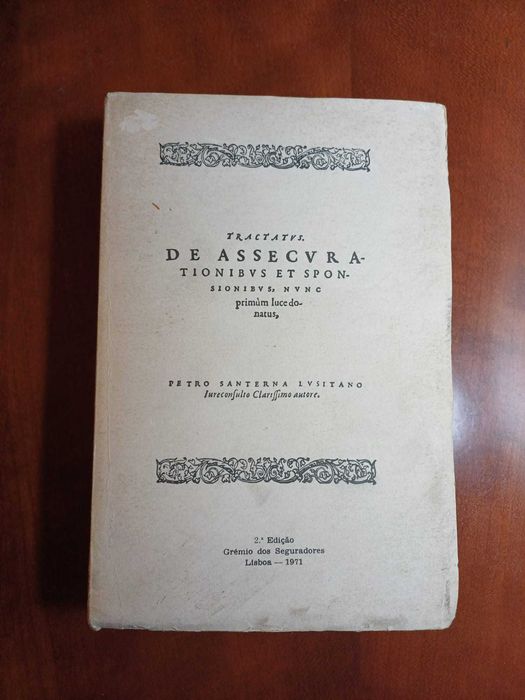 TRACTATVS.
DE ASSECVRA-
TIONIBVS ET SPON-
SIONIBVS, NVNC
primùm luce do-
natus,
PETRO SANTERNA LVSITANO
Iureconſulto Clariſſimo autore.
2.ª Edição
Grémio dos Seguradores
Lisboa — 1971